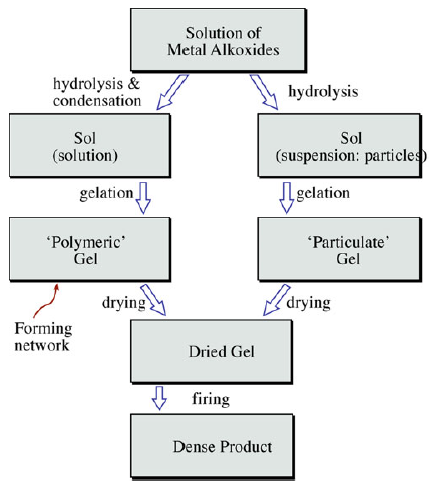 Solution of
Metal Alkoxides
hydrolysis &
condensation
hydrolysis
Sol
(solution)
Sol
(suspension: particles)
gelation
gelation
‘Polymeric’
Gel
‘Particulate’
Gel
drying
drying
Forming
network
Dried Gel
firing
Dense Product